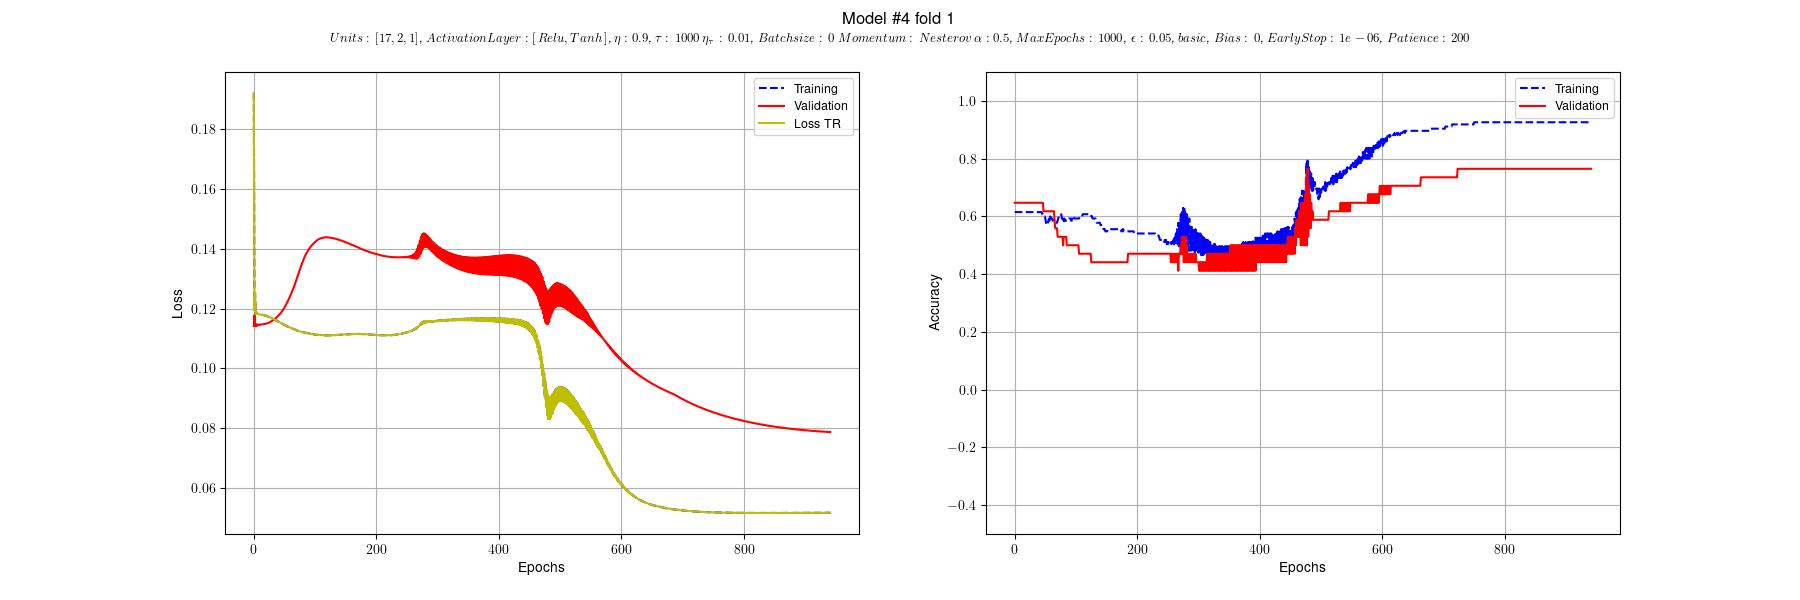 Model #4 fold 1
Units : [17, 2, 1], ActivationLayer : [ Relu, Tanh], η : 0.9, τ : 1000 ητ : 0.01, Batchsize : 0 Momentum : Nesterov α : 0.5, MaxEpochs : 1000, ϵ : 0.05, basic, Bias : 0, EarlyStop : 1e −06, Patience : 200
Training
Validation
Loss TR
0.18
0.16
0.14
0.12
0.10
0.08
0.06
Loss
0
200
400
600
800
Epochs
Training
Validation
1.0
0.8
0.6
0.4
0.2
0.0
−0.2
−0.4
Accuracy
0
200
400
600
800
Epochs